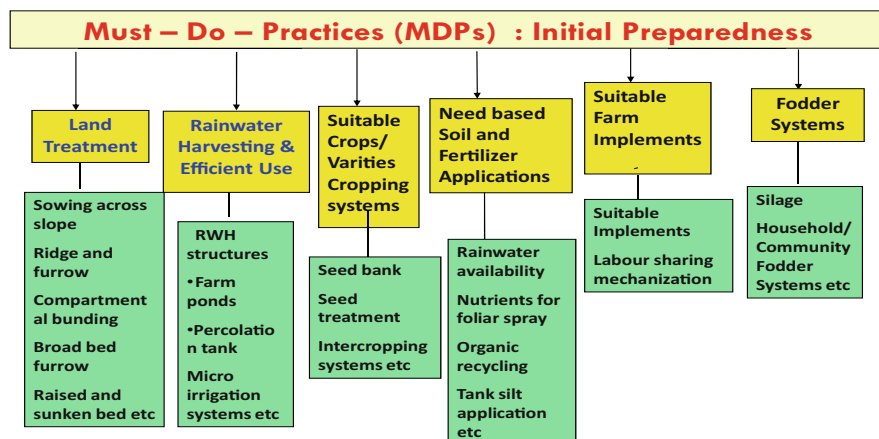 Must – Do – Practices (MDPs)  : Initial Preparedness
Land
Treatment
Sowing across
slope
Ridge and
furrow
Compartment
al bunding
Broad bed
furrow
Raised and
sunken bed etc
Rainwater
Harvesting &
Efficient Use
RWH
structures
•Farm
ponds
•Percolatio
n tank
Micro
irrigation
systems etc
Suitable
Crops/
Varities
Cropping
systems
Seed bank
Seed
treatment
Intercropping
systems etc
Need based
Soil and
Fertilizer
Applications
Rainwater
availability
Nutrients for
foliar spray
Organic
recycling
Tank silt
application
etc
Suitable
Farm
Implements
Suitable
Implements
Labour sharing
mechanization
Fodder
Systems
Silage
Household/
Community
Fodder
Systems etc